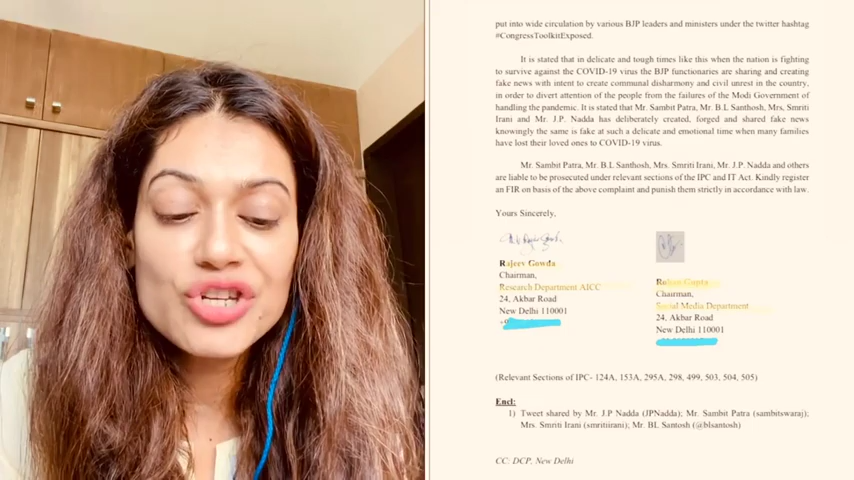 put into wide circulation by various BJP leaders and ministers under the twitter hashtag
#CongressToolkitExposed.
It is stated that in delicate and tough times like this when the nation is fighting
to survive against the COVID-19 virus the BJP functionaries are sharing and creating
fake news with intent to create communal disharmony and civil unrest in the country,
in order to divert attention of the people from the failures of the Modi Government of
handling the pandemic. It is stated that Mr. Sambit Patra, Mr. B.L Santhosh, Mrs, Smriti
Irani and Mr. J.P. Nadda has deliberately created, forged and shared fake news
knowingly the same is fake at such a delicate and emotional time when many families
have lost their loved ones to COVID-19 virus.
Mr. Sambit Patra, Mr. B.L Santhosh, Mrs. Smriti Irani, Mr. J.P. Nadda and others
are liable to be prosecuted under relevant sections of the IPC and IT Act. Kindly register
an FIR on basis of the above complaint and punish them strictly in accordance with law.
Yours Sincerely,
Rajeev Gowda
Chairman,
Research Department AICC
24, Akbar Road
New Delhi 110001
Gupta
Chairman,
Social Media Department
24, Akbar Road
New Delhi 110001
(Relevant Sections of IPC- 124A, 153A, 295A, 298, 499, 503, 504, 505)
Encl:
1) Tweet shared by Mr. J.P Nadda (JPNadda); Mr. Sambit Patra (sambitswaraj);
Mrs. Smriti Irani (smritiirani); Mr. BL Santosh (@blsantosh)
CC: DCP, New Delhi